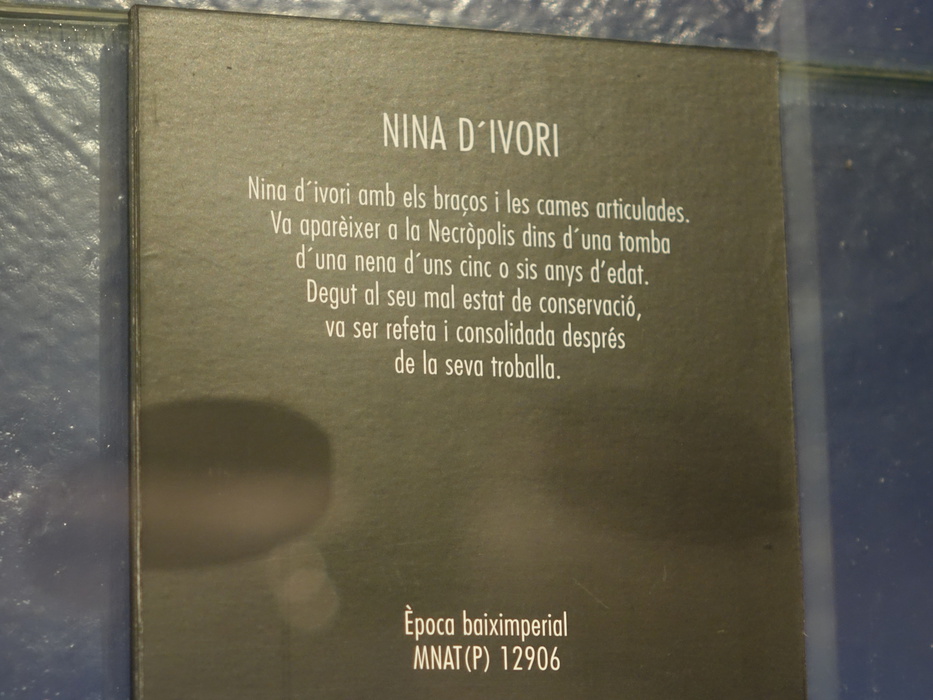 NINA D´IVORI
Nina d´ivori amb els braços i les cames articulades.
Va aparèixer a la Necròpolis dins d´una tomba
d´una nena d´uns cinc o sis anys d’edat.
Degut al seu mal estat de conservació,
va ser refeta i consolidada després
de la seva troballa.
Època baiximperial
MNAT(P) 12906